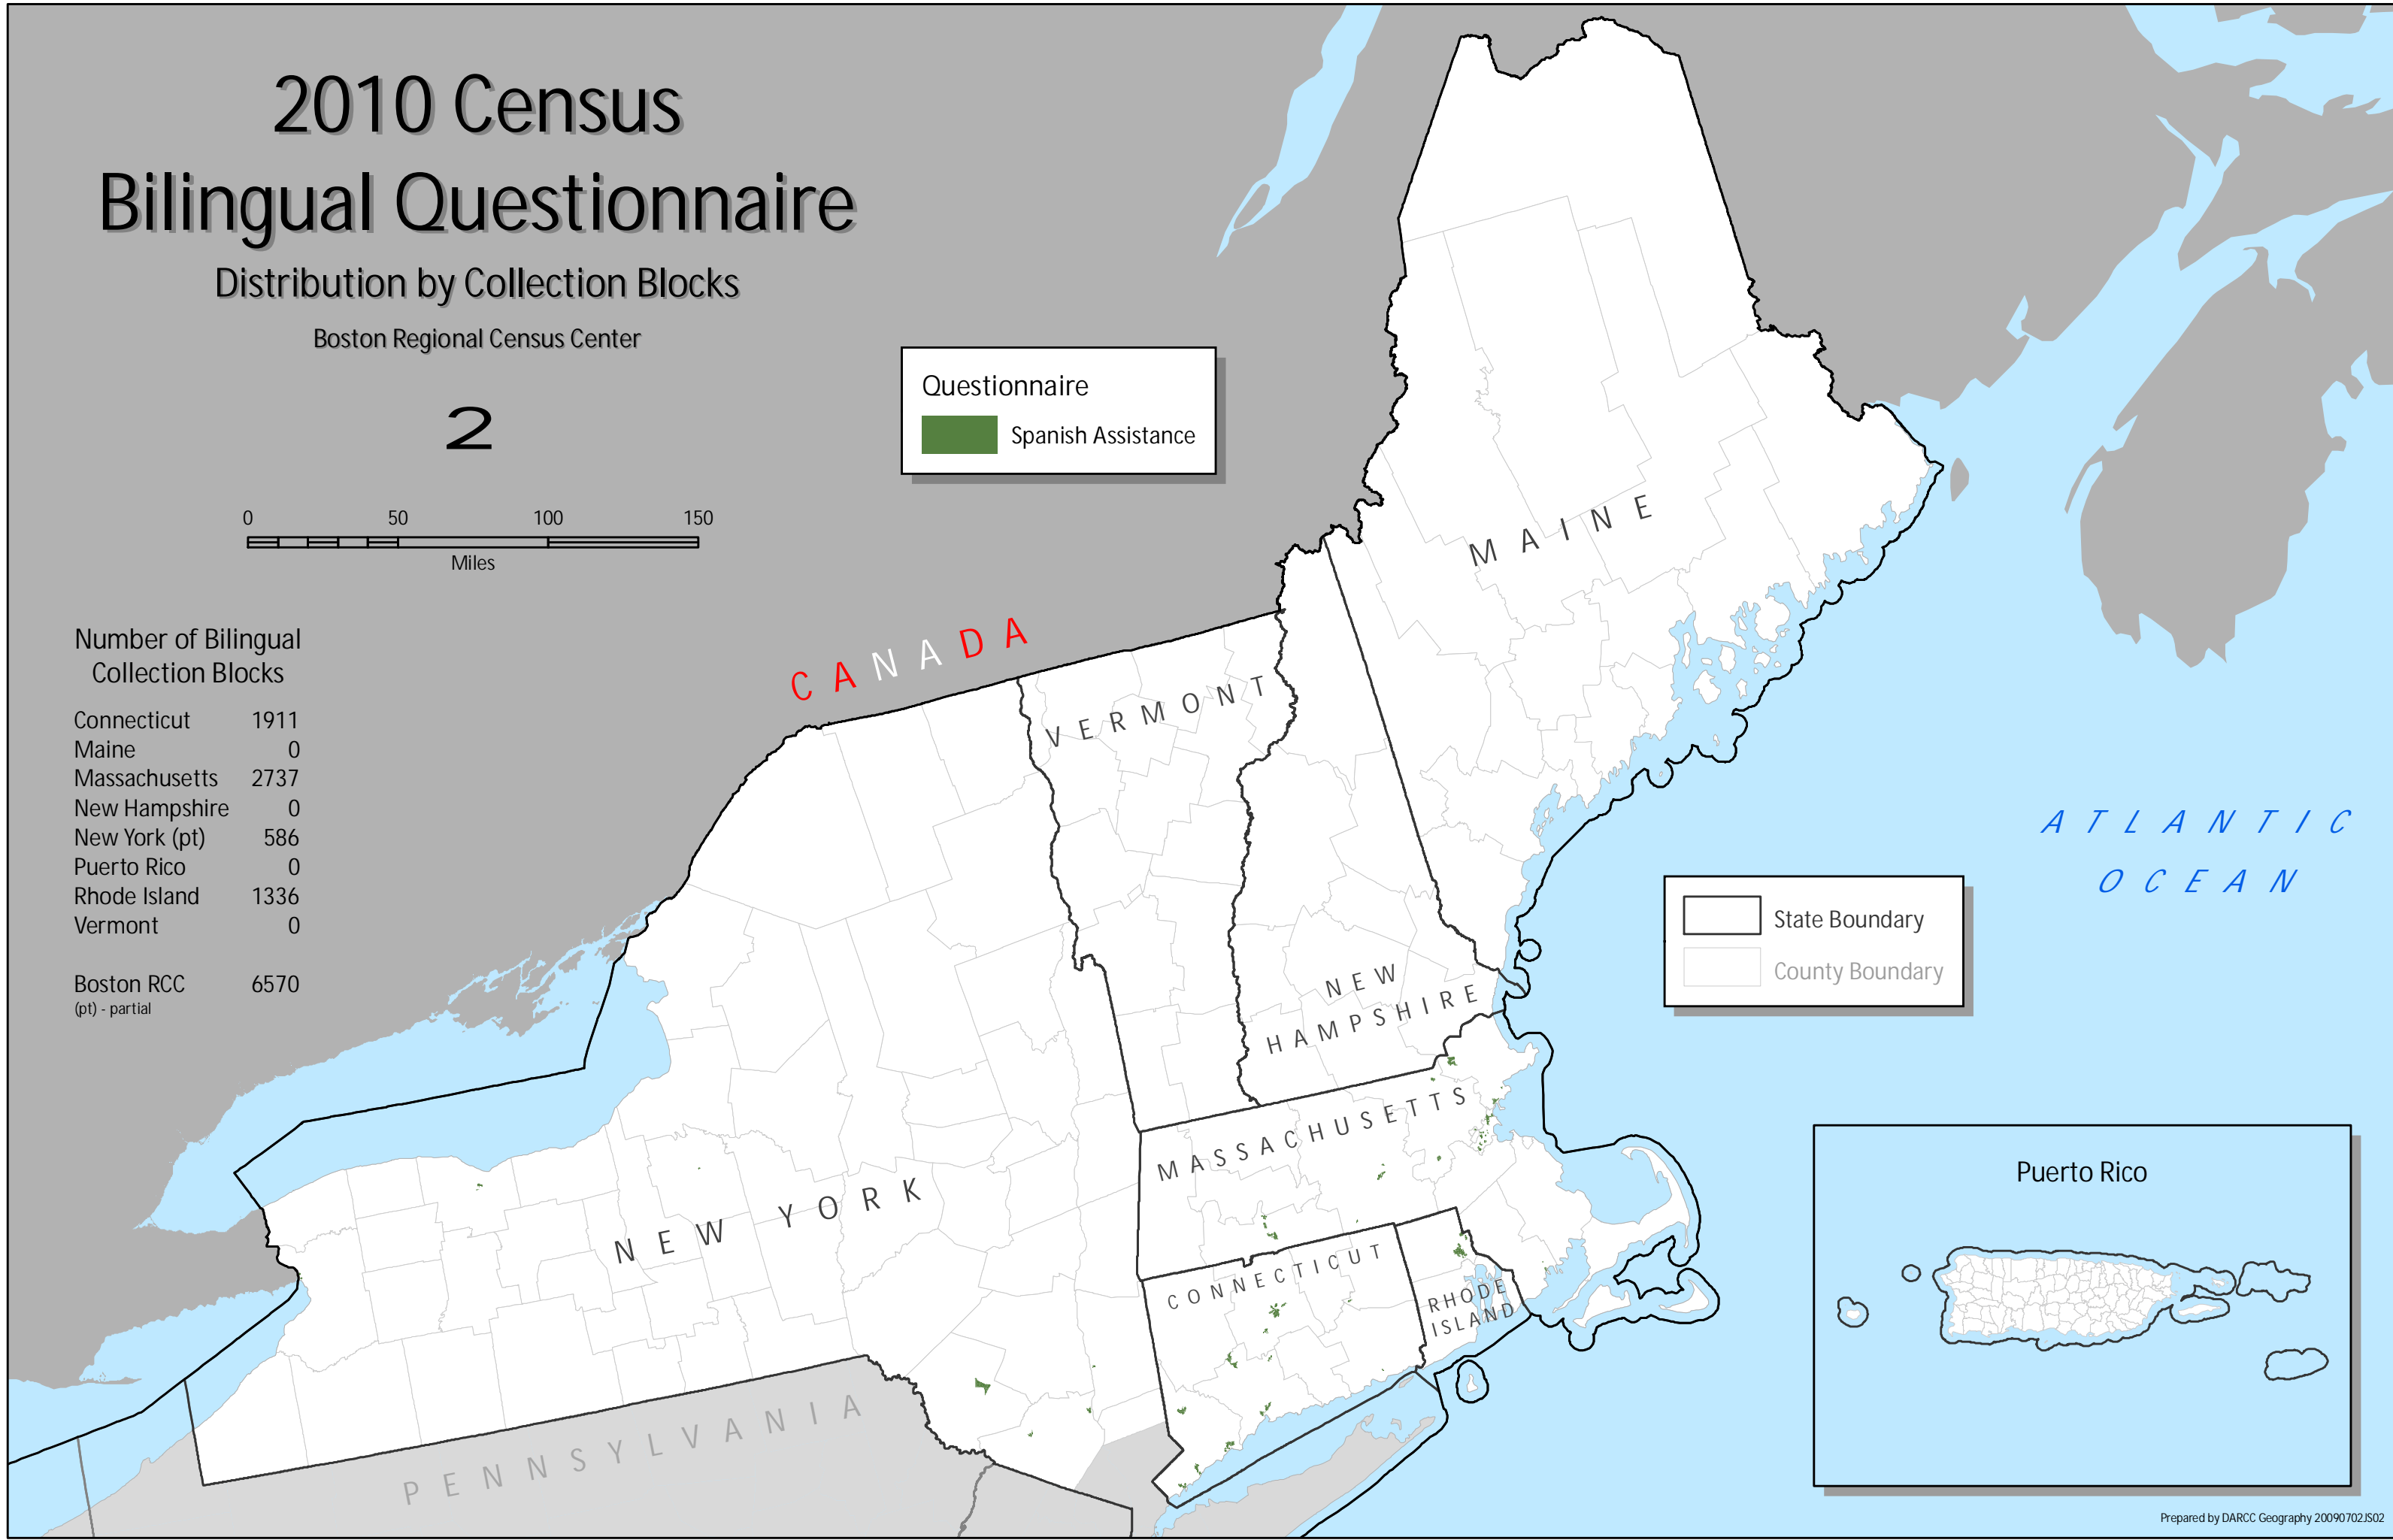 2010 Census
Bilingual Questionnaire
Distribution by Collection Blocks
Boston Regional Census Center
2
0 50 100 150
Miles
Questionnaire
Spanish Assistance
Number of Bilingual
Collection Blocks
Connecticut 1911
Maine 0
Massachusetts 2737
New Hampshire 0
New York (pt) 586
Puerto Rico 0
Rhode Island 1336
Vermont 0
Boston RCC 6570
(pt) - partial
CANADA
MAINE
VERMONT
NEW
HAMPSHIRE
MASSACHUSETTS
NEW YORK
CONNECTICUT
RHODE
ISLAND
PENNSYLVANIA
ATLANTIC
OCEAN
State Boundary
County Boundary
Puerto Rico
Prepared by DARCC Geography 20090702JS02